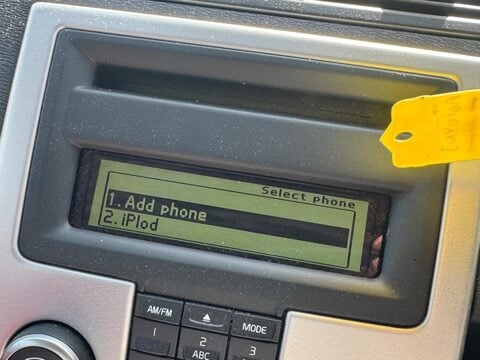 Select phone
1. Add phone
2. iPlod
AM/FM
MODE
1
2
ABC
3